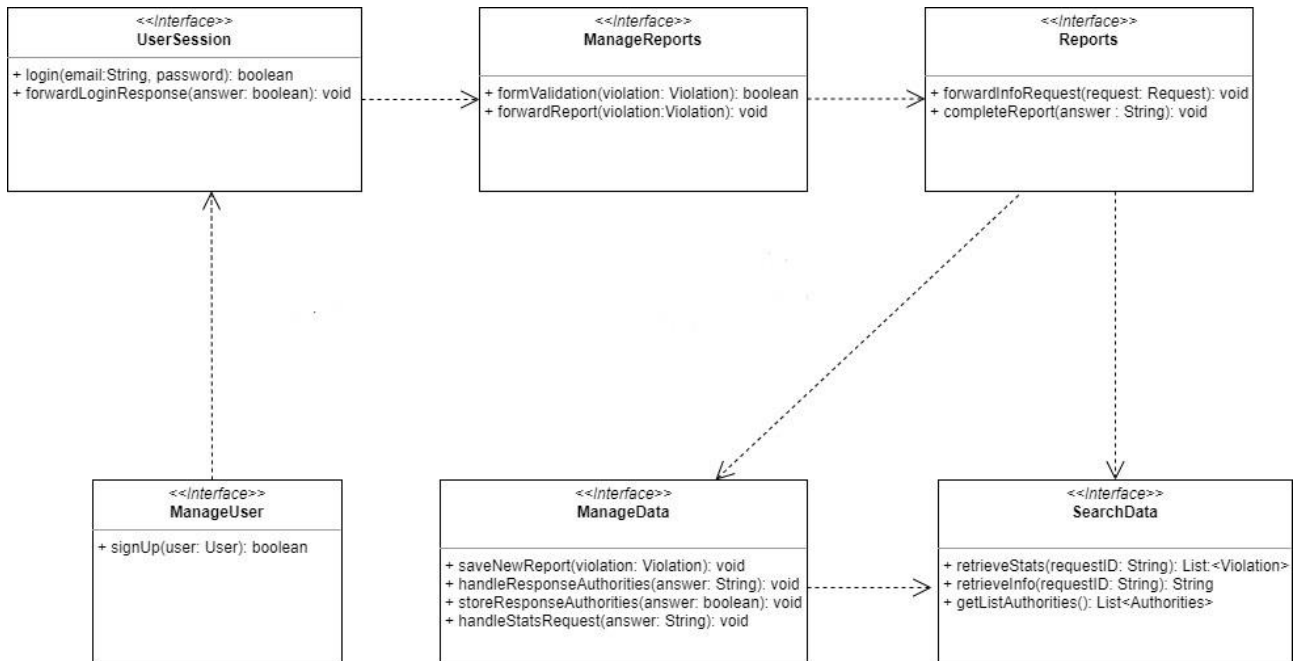 <<Interface>>
UserSession
+ login(email:String, password): boolean
+ forwardLoginResponse(answer: boolean): void
<<Interface>>
ManageReports
+ formValidation(violation: Violation): boolean
+ forwardReport(violation:Violation): void
<<Interface>>
Reports
+ forwardInfoRequest(request: Request): void
+ completeReport(answer : String): void
<<Interface>>
ManageUser
+ signUp(user: User): boolean
<<Interface>>
ManageData
+ saveNewReport(violation: Violation): void
+ handleResponseAuthorities(answer: String): void
+ storeResponseAuthorities(answer: boolean): void
+ handleStatsRequest(answer: String): void
<<Interface>>
SearchData
+ retrieveStats(requestID: String): List:<Violation>
+ retrieveInfo(requestID: String): String
+ getListAuthorities(): List<Authorities>